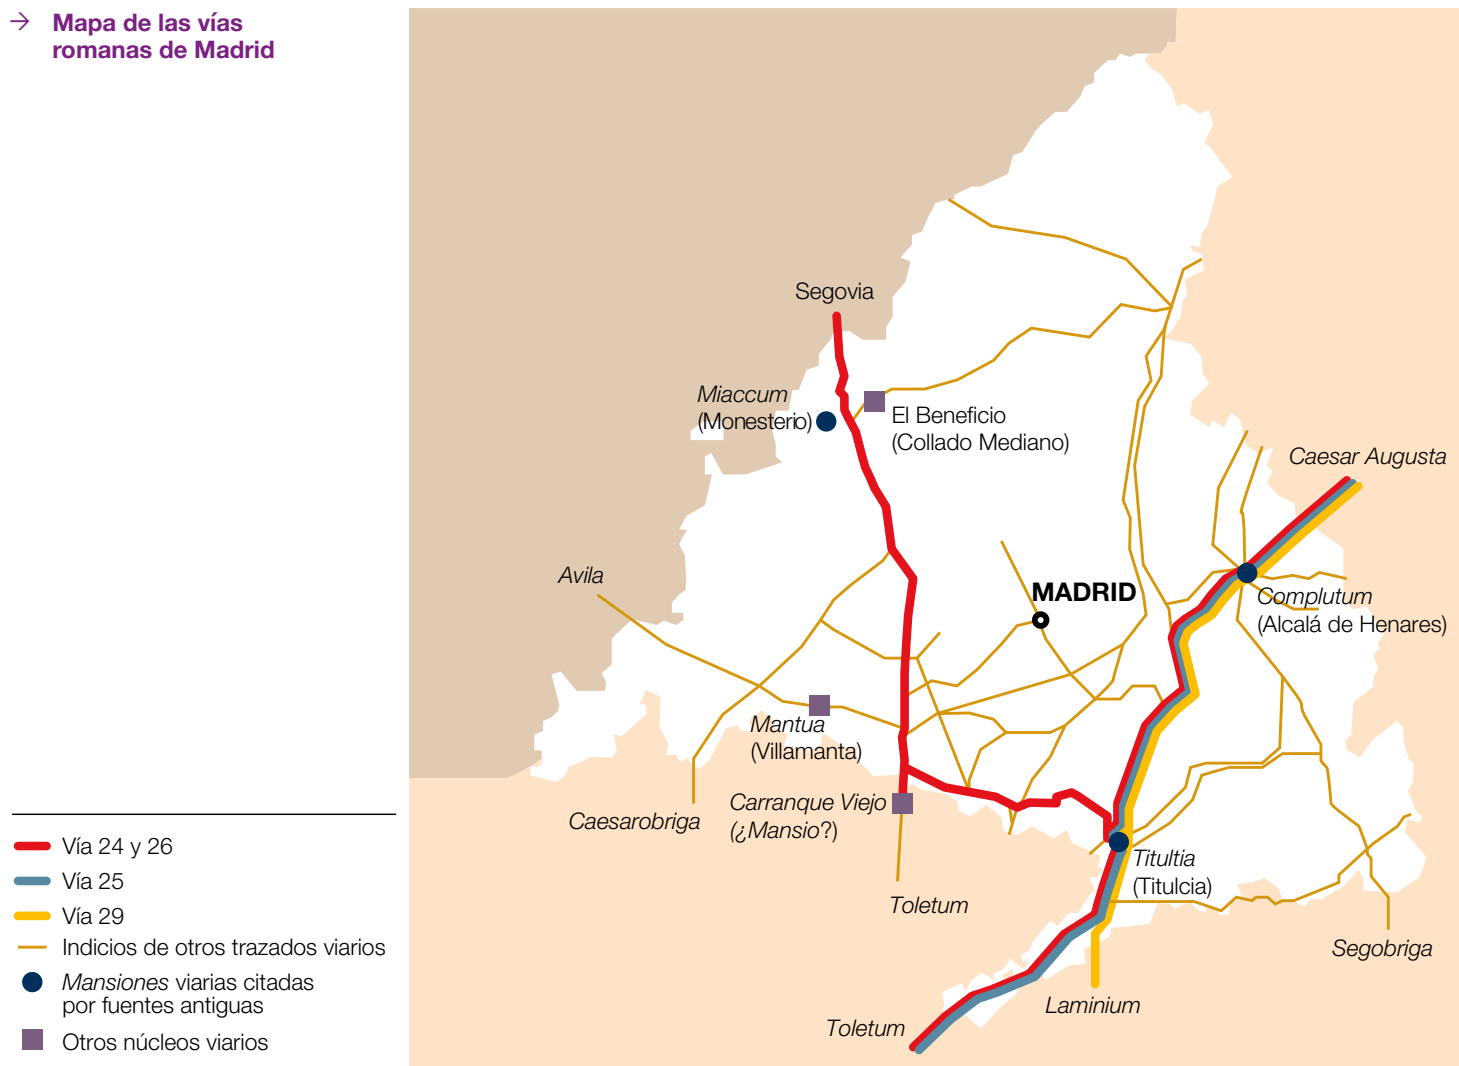 → Mapa de las vías
romanas de Madrid
Segovia
Miaccum
(Monesterio)
El Beneficio
(Collado Mediano)
Caesar Augusta
Avila
MADRID
Complutum
(Alcalá de Henares)
Mantua
(Villamanta)
Carranque Viejo
(¿Mansio?)
Caesarobriga
Titultia
(Titulcia)
Toletum
Segobriga
Laminium
Toletum
Vía 24 y 26
Vía 25
Vía 29
Indicios de otros trazados viarios
Mansiones viarias citadas
por fuentes antiguas
Otros núcleos viarios